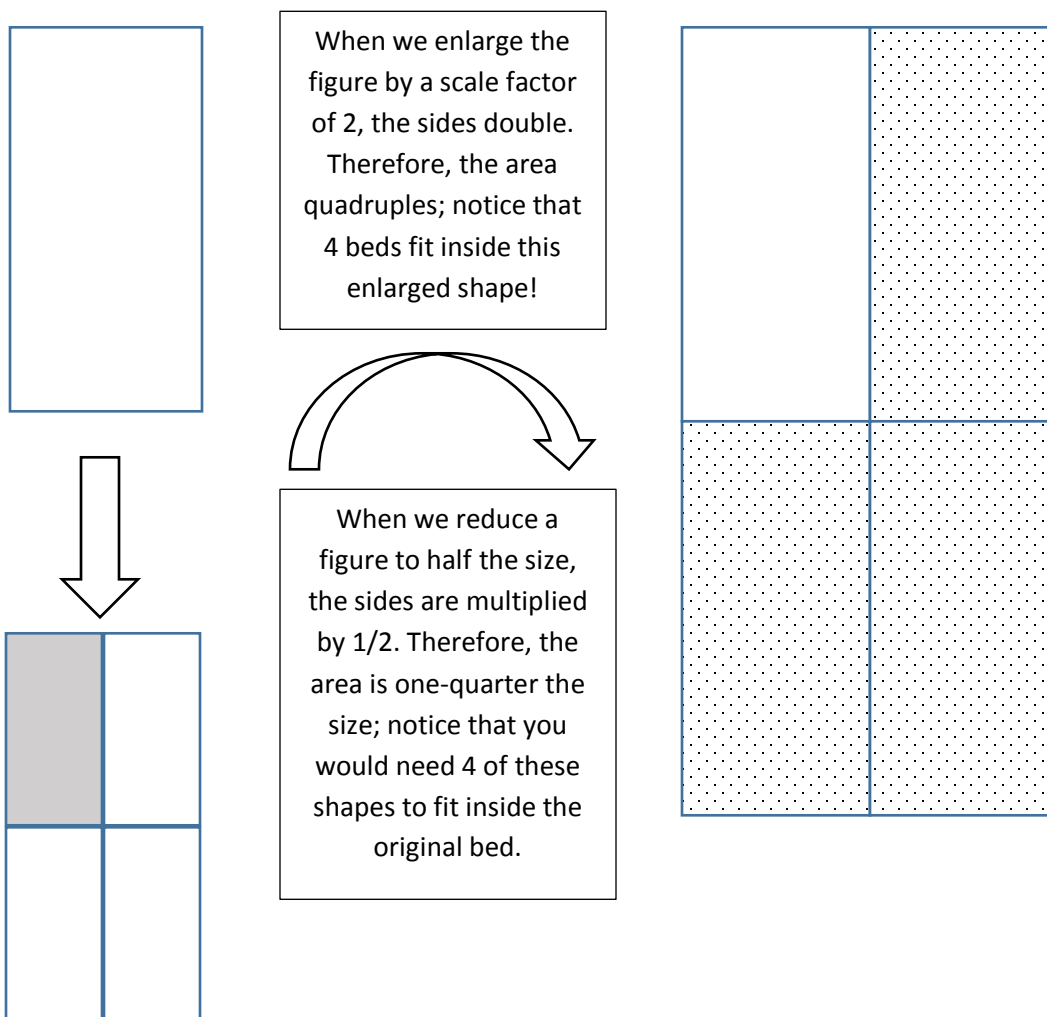 When we enlarge the
figure by a scale factor
of 2, the sides double.
Therefore, the area
quadruples; notice that
4 beds fit inside this
enlarged shape!
When we reduce a
figure to half the size,
the sides are multiplied
by 1/2. Therefore, the
area is one-quarter the
size; notice that you
would need 4 of these
shapes to fit inside the
original bed.